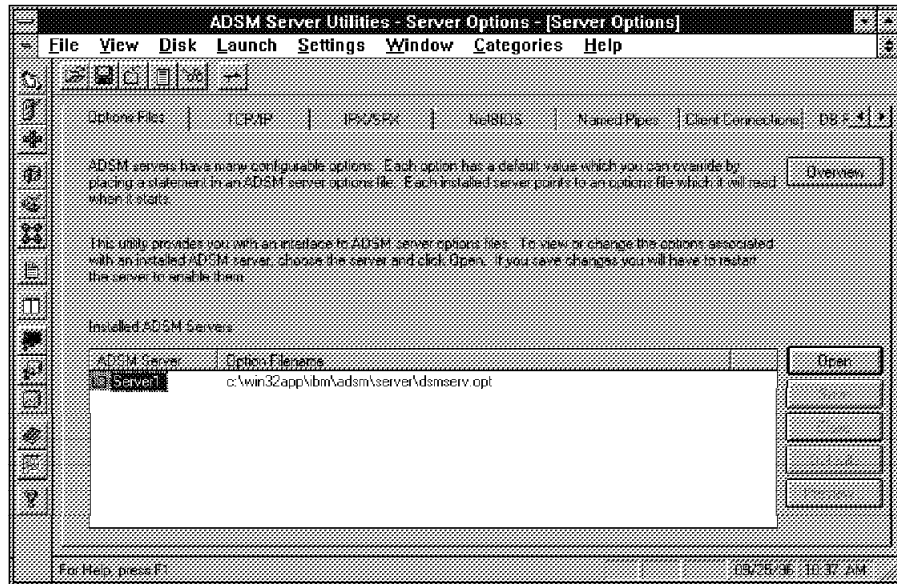 ADSM Server Utilities - Server Options - [Server Options]
File View Disk Launch Settings Window Categories Help
Options Files TCP/IP IPX/SPX NetBIOS Named Pipes Client Connections DB
ADSM servers have many configurable options. Each option has a default value which you can override by
placing a statement in an ADSM server options file. Each installed server points to an options file which it will read
when it starts.
Overview
This utility provides you with an interface to ADSM server options files. To view or change the options associated
with an installed ADSM server, choose the server and click Open. If you save changes you will have to restart
the server to enable them.
Installed ADSM Servers
ADSM Server Option Filename
Open
Server1 c:\win32app\ibm\adsm\server\dsmserv.opt
For Help, press F1
10:37 AM